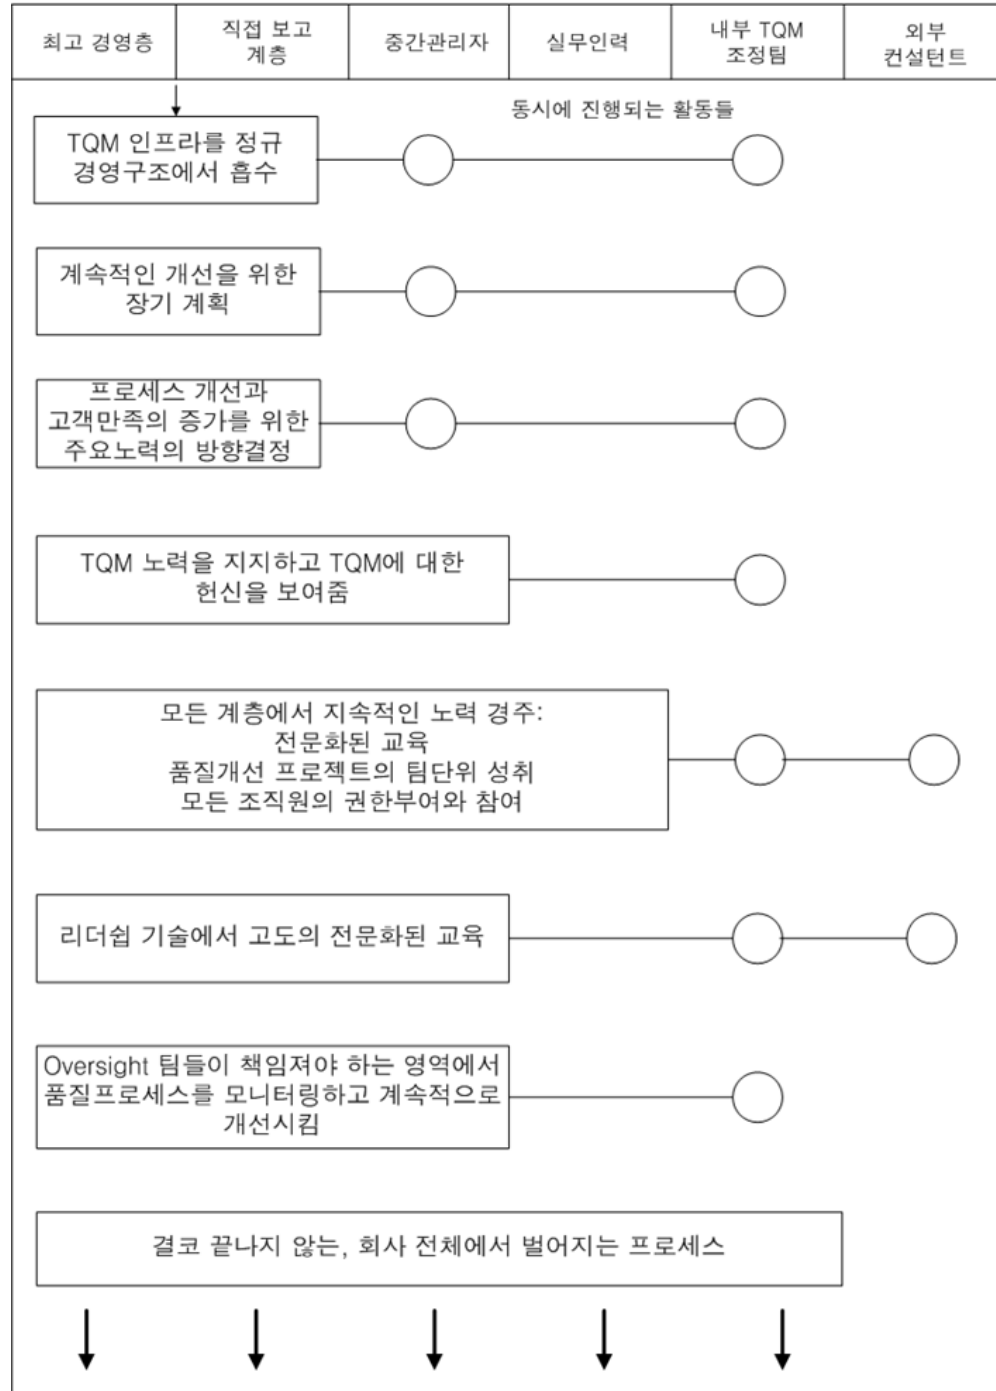 최고 경영층
직접 보고
계층
중간관리자
실무인력
내부 TQM
조정팀
외부
컨설턴트
동시에 진행되는 활동들
TQM 인프라를 정규
경영구조에서 흡수
계속적인 개선을 위한
장기 계획
프로세스 개선과
고객만족의 증가를 위한
주요노력의 방향결정
TQM 노력을 지지하고 TQM에 대한
헌신을 보여줌
모든 계층에서 지속적인 노력 경주:
전문화된 교육
품질개선 프로젝트의 팀단위 성취
모든 조직원의 권한부여와 참여
리더쉽 기술에서 고도의 전문화된 교육
Oversight 팀들이 책임져야 하는 영역에서
품질프로세스를 모니터링하고 계속적으로
개선시킴
결코 끝나지 않는, 회사 전체에서 벌어지는 프로세스